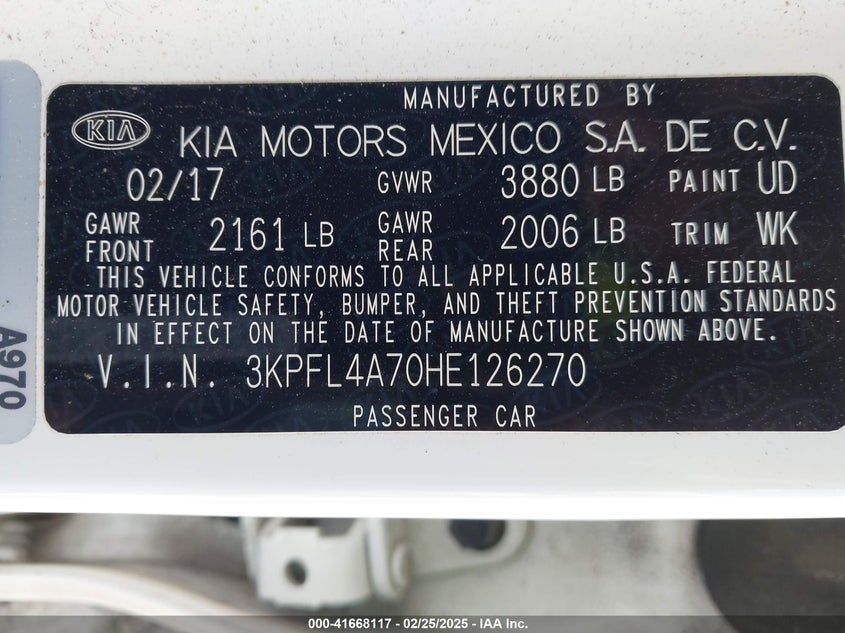 MANUFACTURED BY
KIA KIA MOTORS MEXICO S.A. DE C.V.
02/17 GVWR 3880 LB PAINT UD
GAWR FRONT 2161 LB GAWR REAR 2006 LB TRIM WK
THIS VEHICLE CONFORMS TO ALL APPLICABLE U.S.A. FEDERAL
MOTOR VEHICLE SAFETY, BUMPER, AND THEFT PREVENTION STANDARDS
IN EFFECT ON THE DATE OF MANUFACTURE SHOWN ABOVE.
V.I.N. 3KPFL4A70HE126270
PASSENGER CAR
A970
000-41668117 - 02/25/2025 - IAA Inc.